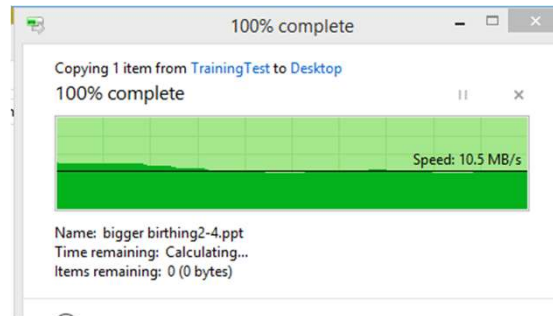 100% complete
Copying 1 item from TrainingTest to Desktop
100% complete
Speed: 10.5 MB/s
Name: bigger birthing2-4.ppt
Time remaining: Calculating...
Items remaining: 0 (0 bytes)